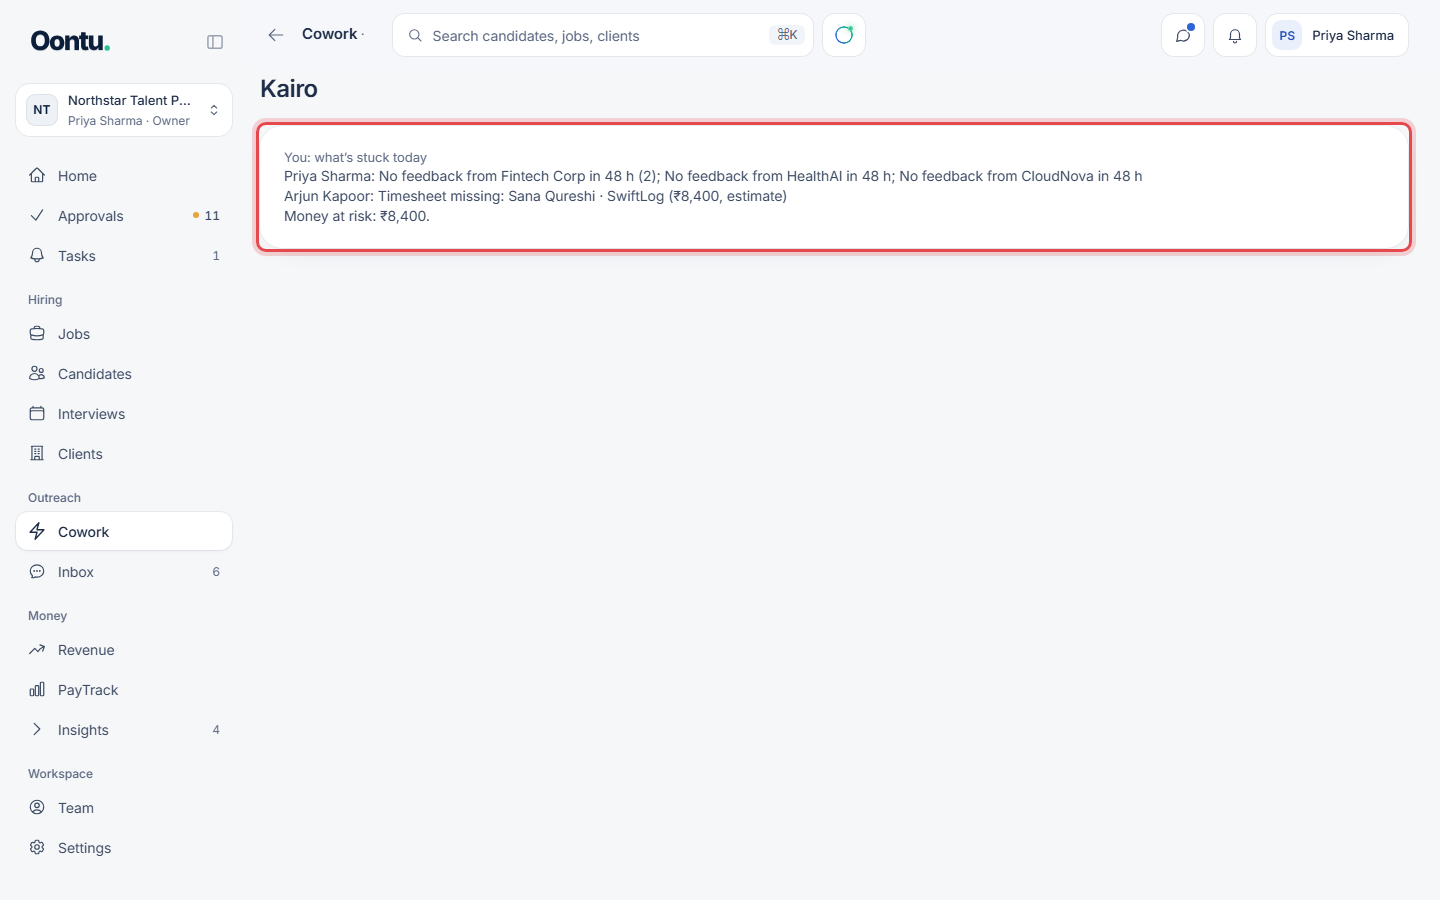 Oontu.
Cowork ·
Search candidates, jobs, clients
⌘K
PS
Priya Sharma
NT
Northstar Talent P...
Priya Sharma · Owner
Home
Approvals
11
Tasks
1
Hiring
Jobs
Candidates
Interviews
Clients
Outreach
Cowork
Inbox
6
Money
Revenue
PayTrack
Insights
4
Workspace
Team
Settings
Kairo
You: what's stuck today
Priya Sharma: No feedback from Fintech Corp in 48 h (2); No feedback from HealthAI in 48 h; No feedback from CloudNova in 48 h
Arjun Kapoor: Timesheet missing: Sana Qureshi · SwiftLog (₹8,400, estimate)
Money at risk: ₹8,400.